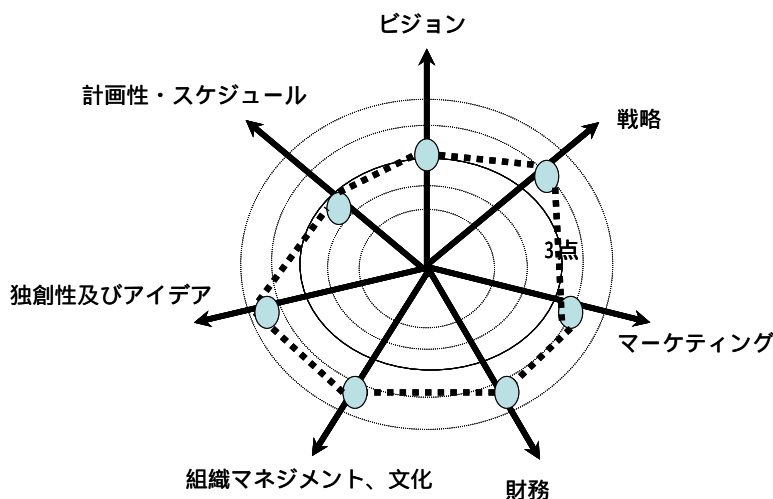 ビジョン
計画性・スケジュール
戦略
3点
独創性及びアイデア
マーケティング
組織マネジメント、文化
財務